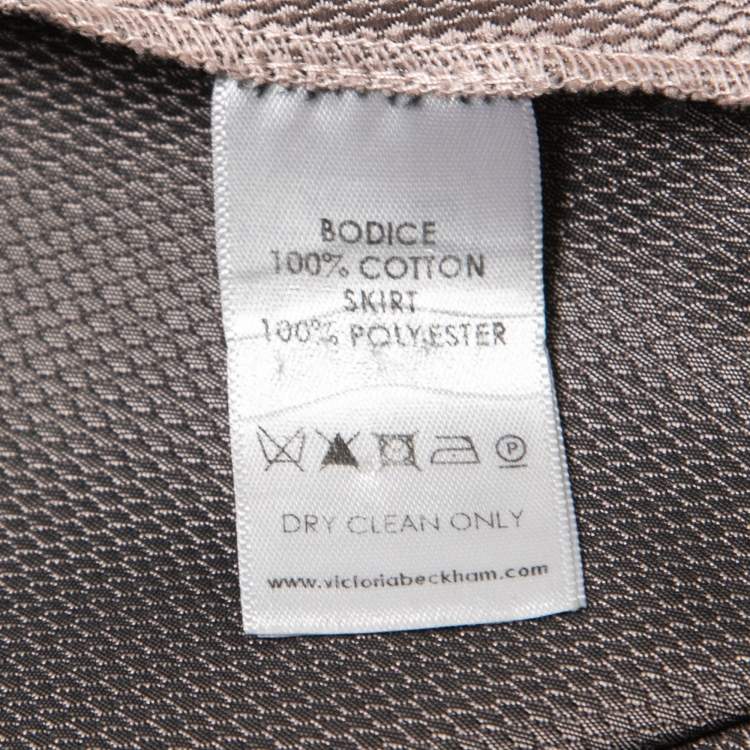 BODICE
100% COTTON
SKIRT
100% POLYESTER
P
DRY CLEAN ONLY
www.victoriabeckham.com